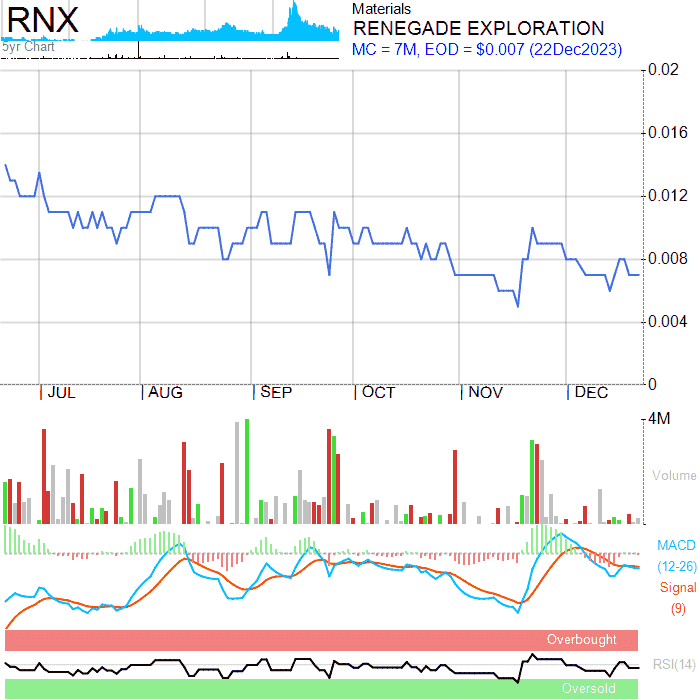 RNX
5yr Chart
Materials
RENEGADE EXPLORATION
MC = 7M, EOD = $0.007 (22Dec2023)
0.02
0.016
0.012
0.008
0.004
0
JUL AUG SEP OCT NOV DEC
4M
Volume
MACD
(12-26)
Signal
(9)
Overbought
RSI(14)
Oversold